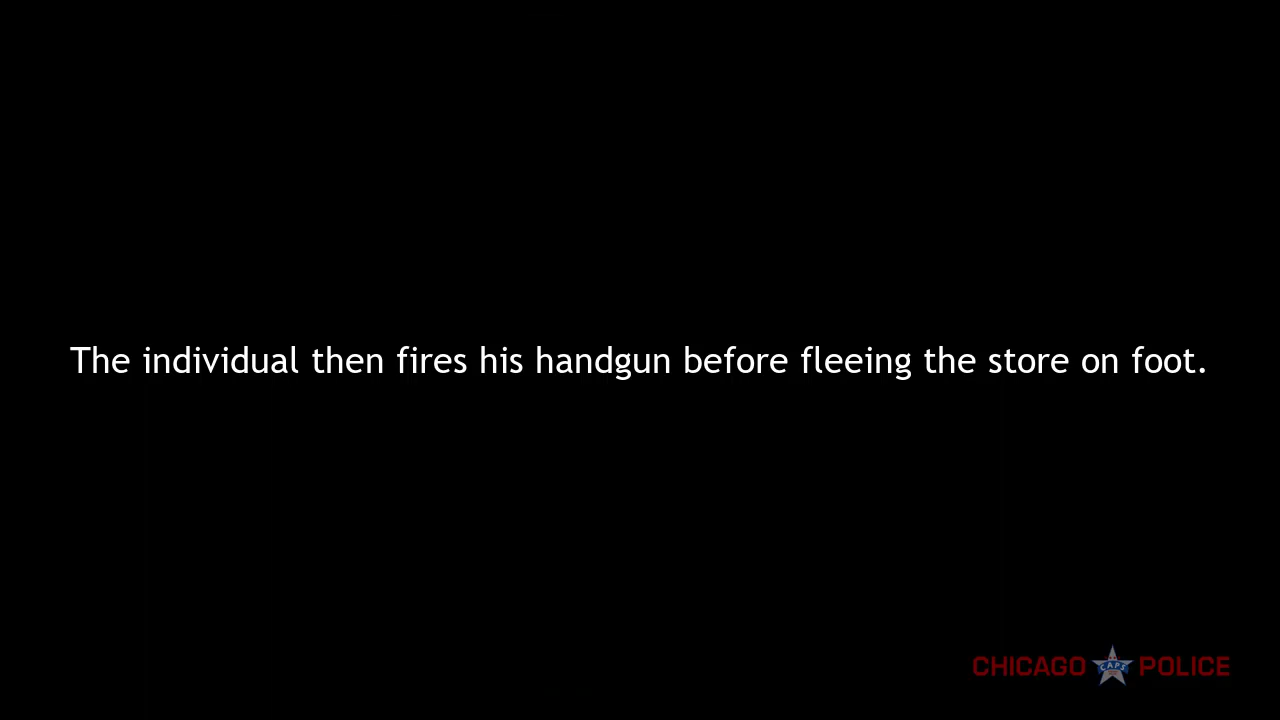 The individual then fires his handgun before fleeing the store on foot.
CHICAGO CAPS POLICE